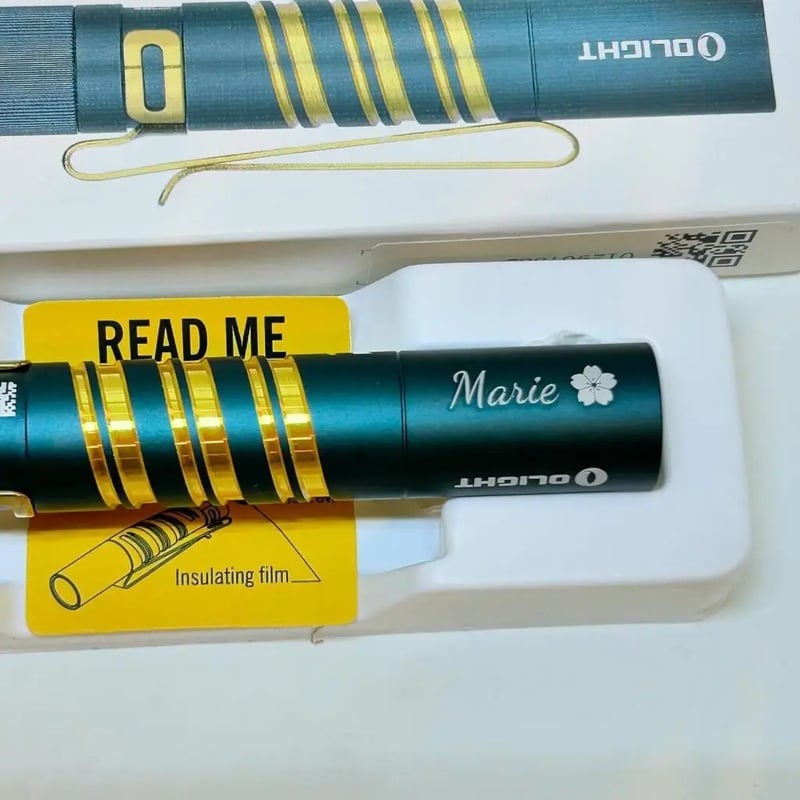 OLIGHT
READ ME
Marie
OLIGHT
Insulating film